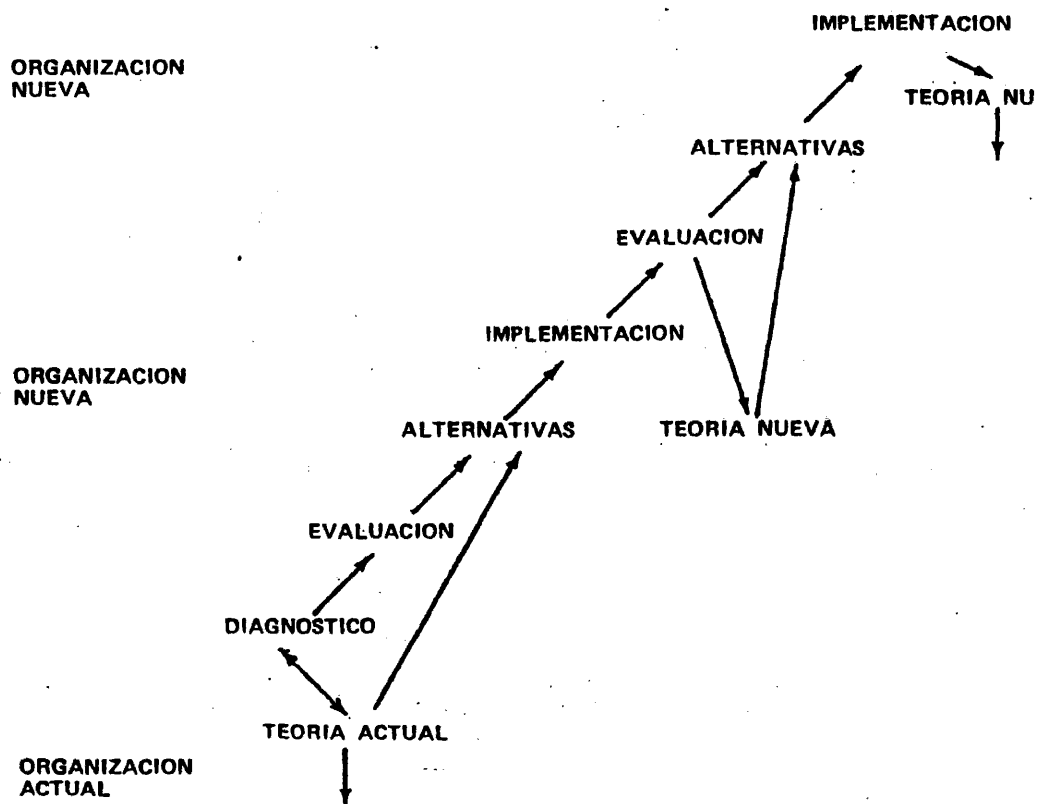 IMPLEMENTACION
ORGANIZACION
NUEVA
TEORIA NU
ALTERNATIVAS
EVALUACION
IMPLEMENTACION
ORGANIZACION
NUEVA
ALTERNATIVAS
TEORIA NUEVA
EVALUACION
DIAGNOSTICO
TEORIA ACTUAL
ORGANIZACION
ACTUAL